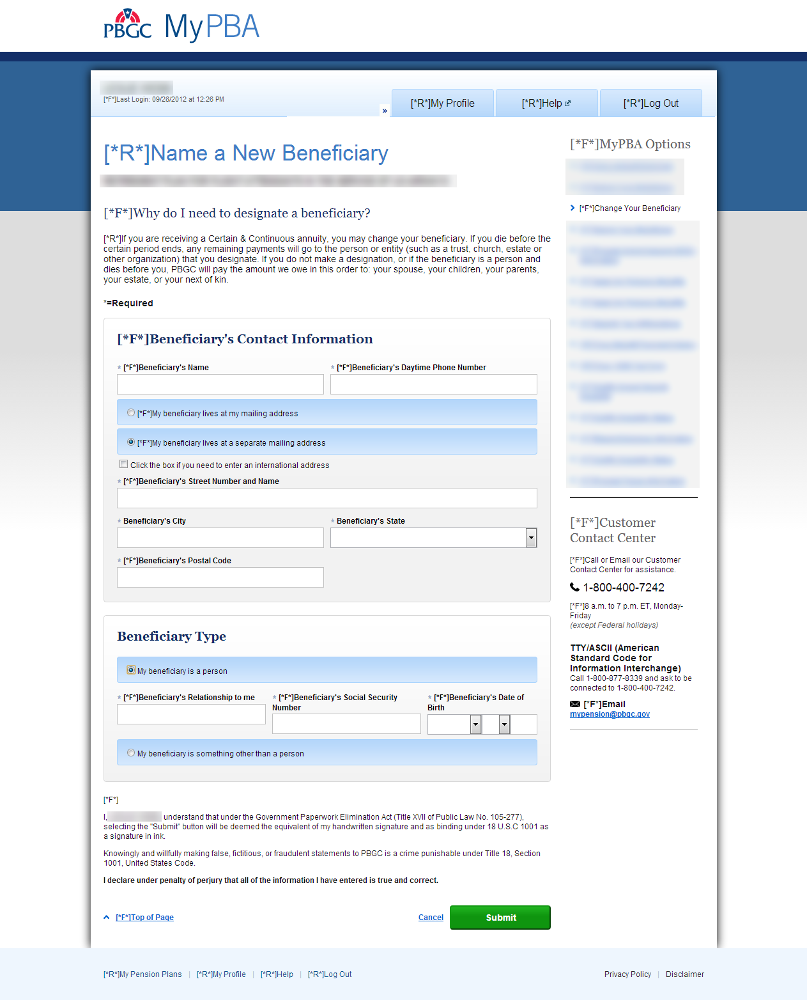 PBGC MyPBA
[*F*]Last Login: 09/28/2012 at 12:26 PM
»
[*R*]My Profile
[*R*]Help
[*R*]Log Out
[*R*]Name a New Beneficiary
[*F*]Why do I need to designate a beneficiary?
[*R*]If you are receiving a Certain & Continuous annuity, you may change your beneficiary. If you die before the
certain period ends, any remaining payments will go to the person or entity (such as a trust, church, estate or
other organization) that you designate. If you do not make a designation, or if the beneficiary is a person and
dies before you, PBGC will pay the amount we owe in this order to: your spouse, your children, your parents,
your estate, or your next of kin.
*=Required
[*F*]Beneficiary's Contact Information
* [*F*]Beneficiary's Name
* [*F*]Beneficiary's Daytime Phone Number
[*F*]My beneficiary lives at my mailing address
[*F*]My beneficiary lives at a separate mailing address
Click the box if you need to enter an international address
* [*F*]Beneficiary's Street Number and Name
* Beneficiary's City
* Beneficiary's State
* [*F*]Beneficiary's Postal Code
Beneficiary Type
My beneficiary is a person
* [*F*]Beneficiary's Relationship to me
* [*F*]Beneficiary's Social Security
Number
* [*F*]Beneficiary's Date of
Birth
My beneficiary is something other than a person
[*F*]
I, understand that under the Government Paperwork Elimination Act (Title XVII of Public Law No. 105-277),
selecting the "Submit" button will be deemed the equivalent of my handwritten signature and as binding under 18 U.S.C 1001 as
a signature in ink.
Knowingly and willfully making false, fictitious, or fraudulent statements to PBGC is a crime punishable under Title 18, Section
1001, United States Code.
I declare under penalty of perjury that all of the information I have entered is true and correct.
[*F*]Top of Page
Cancel
Submit
[*F*]MyPBA Options
[*F*]Change Your Beneficiary
[*F*]Customer
Contact Center
[*F*]Call or Email our Customer
Contact Center for assistance.
1-800-400-7242
[*F*]8 a.m. to 7 p.m. ET, Monday-
Friday
(except Federal holidays)
TTY/ASCII (American
Standard Code for
Information Interchange)
Call 1-800-877-8339 and ask to be
connected to 1-800-400-7242.
[*F*]Email
mypension@pbgc.gov
[*R*]My Pension Plans | [*R*]My Profile | [*R*]Help | [*R*]Log Out
Privacy Policy | Disclaimer